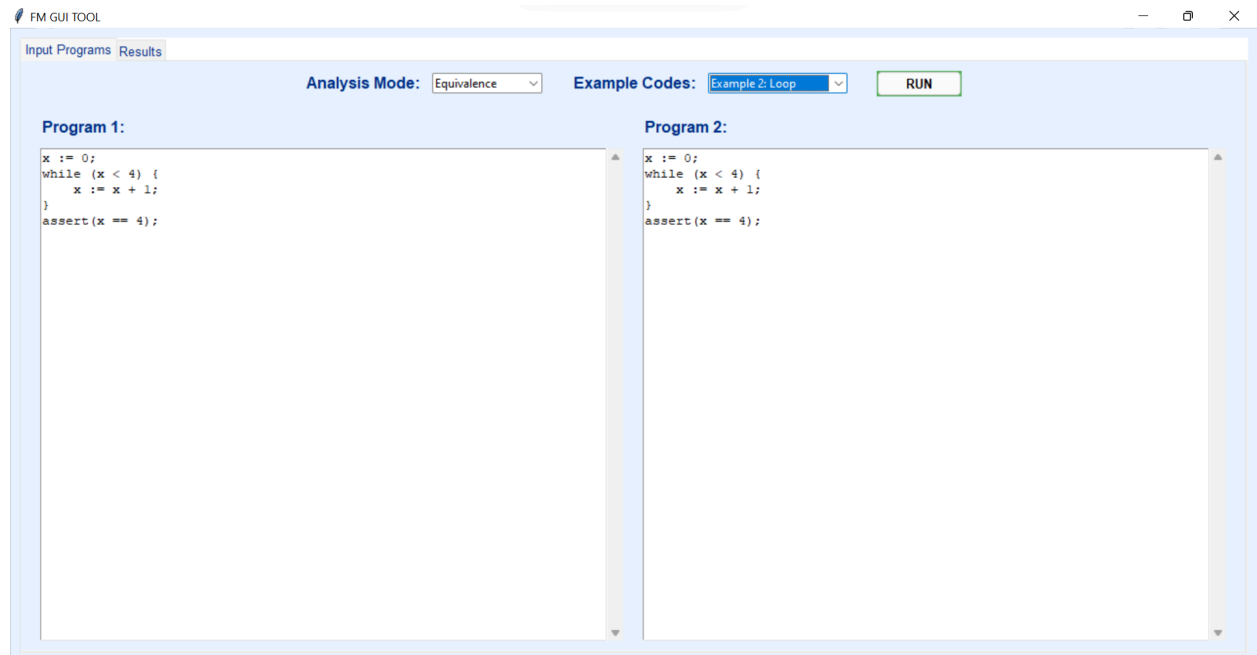 FM GUI TOOL
Input Programs Results
Analysis Mode: Equivalence Example Codes: Example 2: Loop RUN
Program 1:
x := 0;
while (x < 4) {
    x := x + 1;
}
assert(x == 4);
Program 2:
x := 0;
while (x < 4) {
    x := x + 1;
}
assert(x == 4);